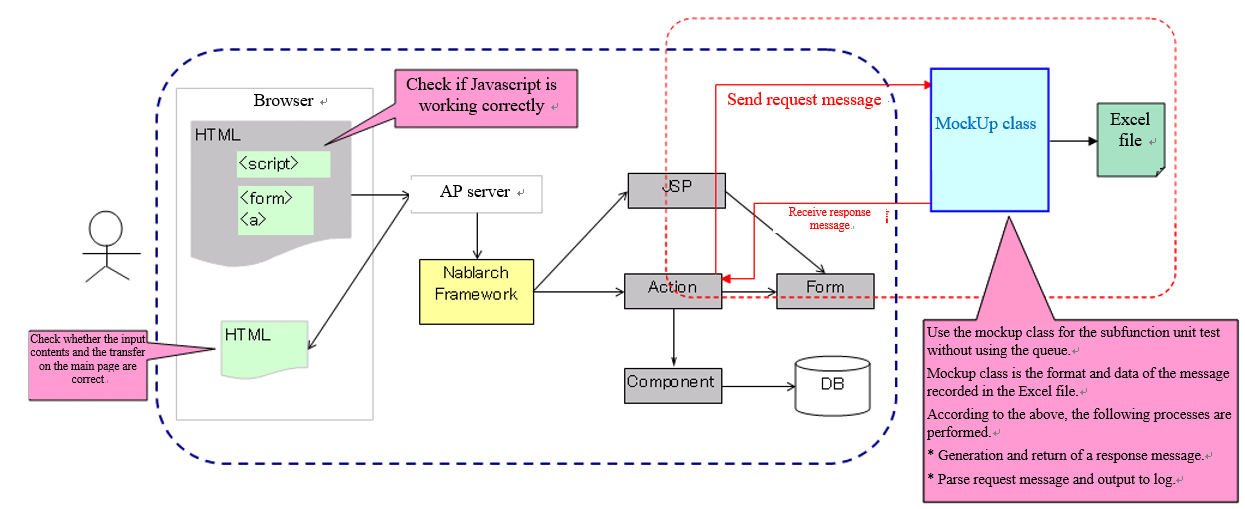 Browser
HTML
<script>
<form>
<a>
Check if Javascript is
working correctly
AP server
Nablarch
Framework
HTML
Check whether the input
contents and the transfer
on the main page are
correct
JSP
Action
Form
Component
DB
Send request message
Receive response
message.
MockUp class
Excel
file
Use the mockup class for the subfunction unit test
without using the queue.
Mockup class is the format and data of the message
recorded in the Excel file.
According to the above, the following processes are
performed.
* Generation and return of a response message.
* Parse request message and output to log.